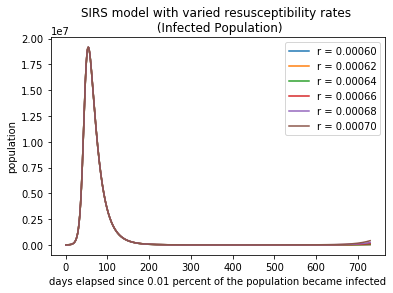 SIRS model with varied resusceptibility rates
(Infected Population)
1e7
2.00
1.75
1.50
1.25
1.00
0.75
0.50
0.25
0.00
population
r = 0.00060
r = 0.00062
r = 0.00064
r = 0.00066
r = 0.00068
r = 0.00070
0 100 200 300 400 500 600 700
days elapsed since 0.01 percent of the population became infected